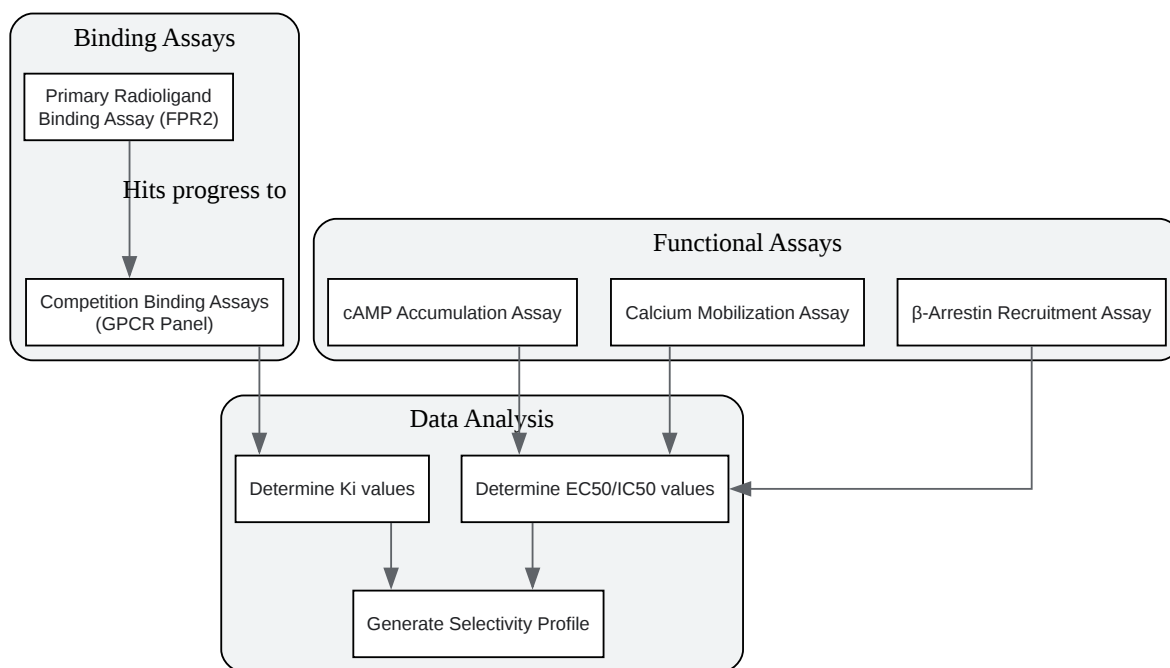 Binding Assays
Primary Radioligand
Binding Assay (FPR2)
Hits progress to
Competition Binding Assays
(GPCR Panel)
Functional Assays
cAMP Accumulation Assay
Calcium Mobilization Assay
β-Arrestin Recruitment Assay
Data Analysis
Determine Ki values
Determine EC50/IC50 values
Generate Selectivity Profile